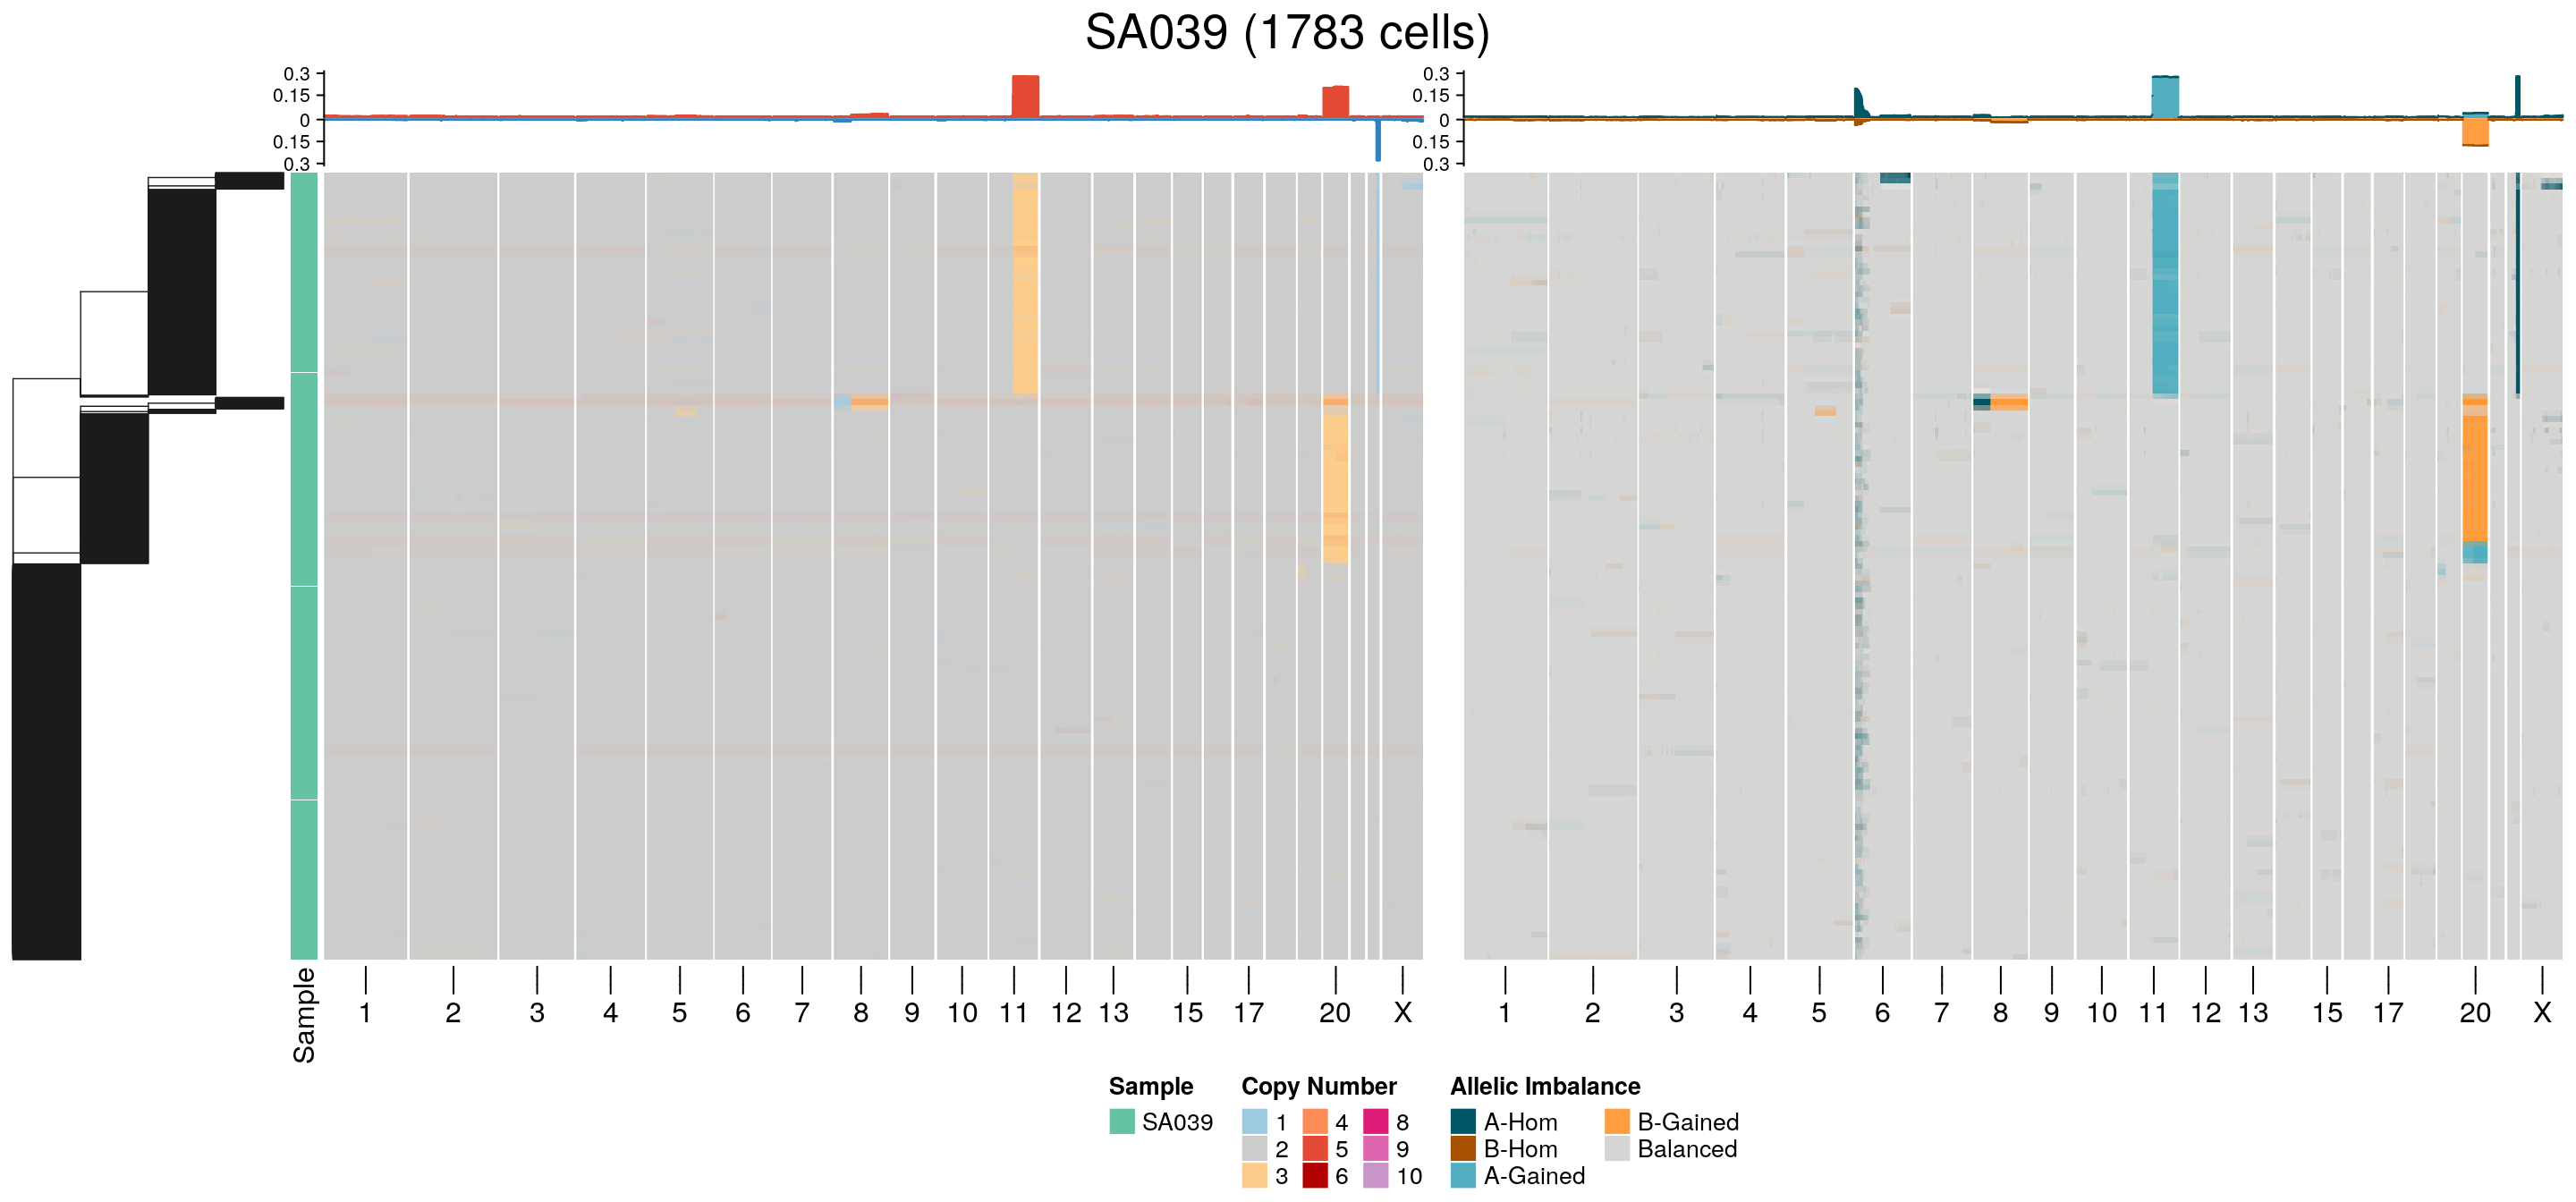 SA039 (1783 cells)
0.3
0.15
0
0.15
0.3
0.3
0.15
0
0.15
0.3
Sample
1 2 3 4 5 6 7 8 9 10 11 12 13 15 17 20 X
1 2 3 4 5 6 7 8 9 10 11 12 13 15 17 20 X
Sample
SA039
Copy Number
1 4 8
2 5 9
3 6 10
Allelic Imbalance
A-Hom B-Gained
B-Hom Balanced
A-Gained